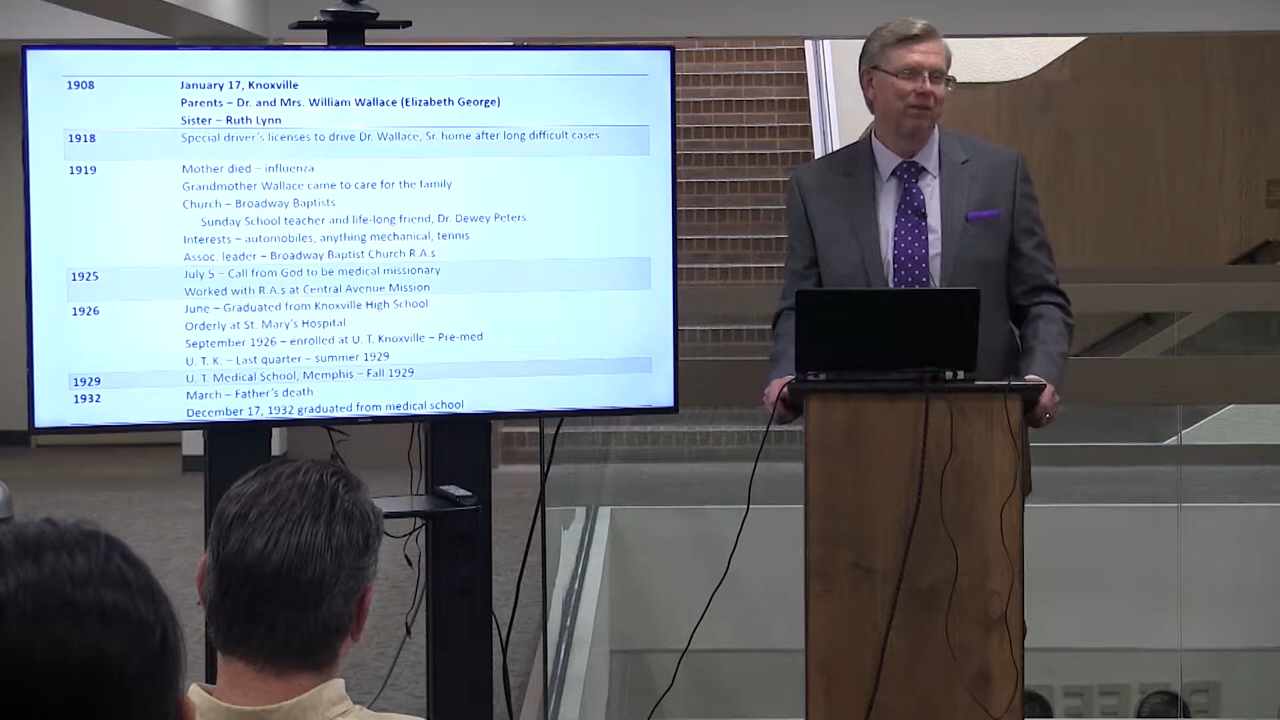 1908 January 17, Knoxville
Parents – Dr. and Mrs. William Wallace (Elizabeth George)
Sister – Ruth Lynn
1918 Special driver's licenses to drive Dr. Wallace, Sr. home after long difficult cases
1919 Mother died – influenza
Grandmother Wallace came to care for the family
Church – Broadway Baptists
Sunday School teacher and life-long friend, Dr. Dewey Peters
Interests – automobiles, anything mechanical, tennis
Assoc. leader – Broadway Baptist Church R.A.s
1925 July 5 – Call from God to be medical missionary
Worked with R.A.s at Central Avenue Mission
1926 June – Graduated from Knoxville High School
Orderly at St. Mary's Hospital
September 1926 – enrolled at U. T. Knoxville – Pre-med
U. T. K. – Last quarter – summer 1929
1929 U. T. Medical School, Memphis – Fall 1929
1932 March – Father's death
December 17, 1932 graduated from medical school